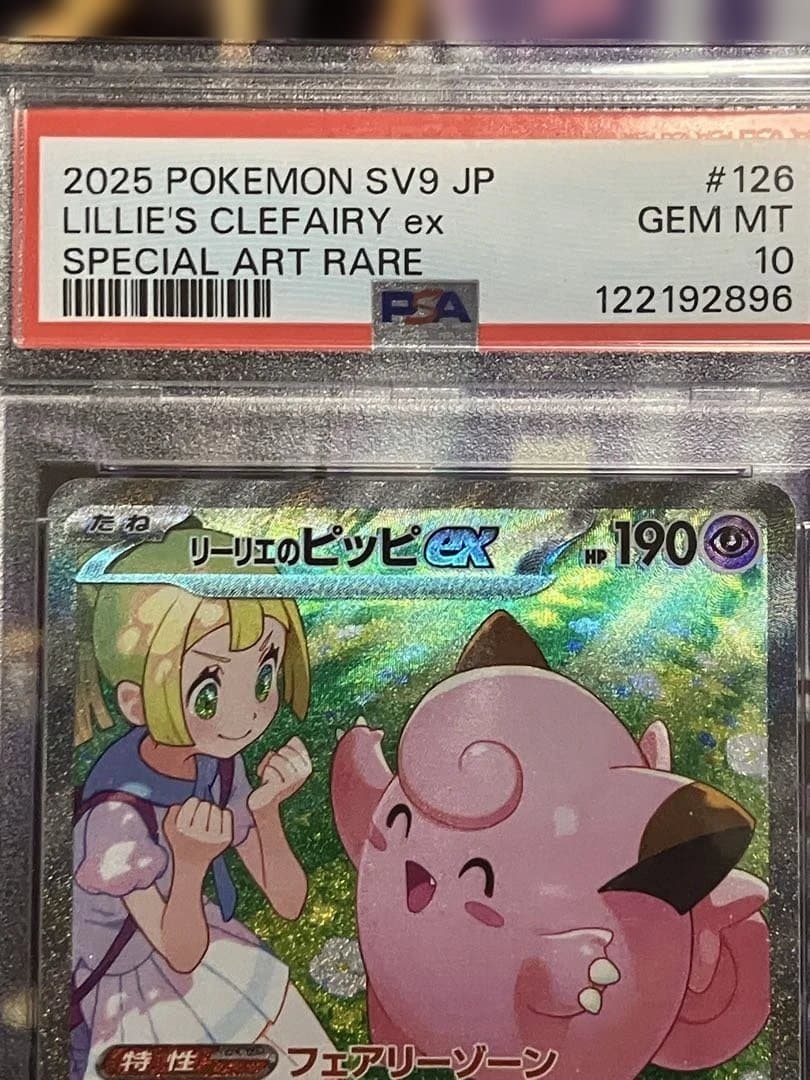 2025 POKEMON SV9 JP #126
LILLIE'S CLEFAIRY ex GEM MT
SPECIAL ART RARE 10
PSA 122192896
たね リーリエのピッピex HP190
特性 フェアリーゾーン